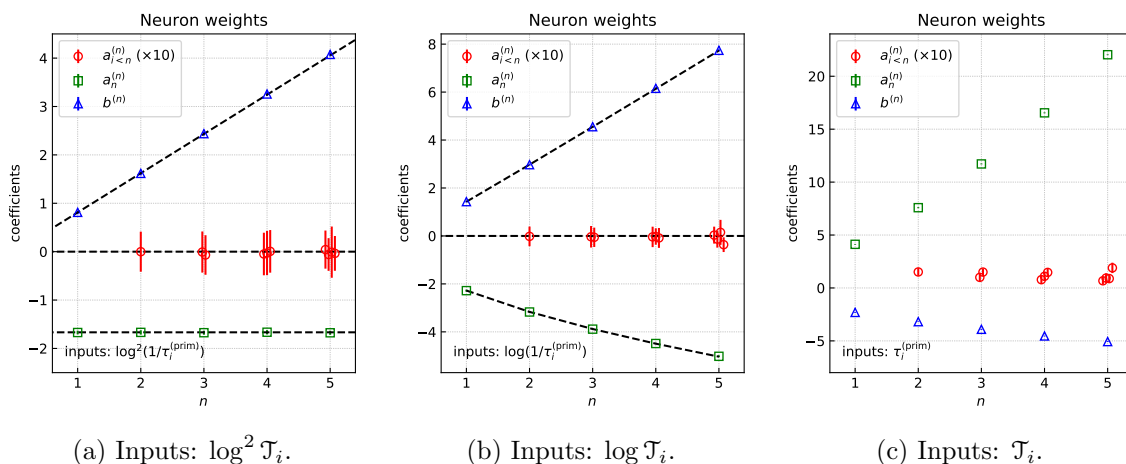 Neuron weights
a_{i<n}^{(n)} (×10)
a_n^{(n)}
b^{(n)}
coefficients
4
3
2
1
0
−1
−2
inputs: log²(1/τ_i^{(prim)})
1 2 3 4 5
n
(a) Inputs: log² 𝒯_i.
Neuron weights
a_{i<n}^{(n)} (×10)
a_n^{(n)}
b^{(n)}
coefficients
8
6
4
2
0
−2
−4
inputs: log(1/τ_i^{(prim)})
1 2 3 4 5
n
(b) Inputs: log 𝒯_i.
Neuron weights
a_{i<n}^{(n)} (×10)
a_n^{(n)}
b^{(n)}
coefficients
20
15
10
5
0
−5
inputs: τ_i^{(prim)}
1 2 3 4 5
n
(c) Inputs: 𝒯_i.